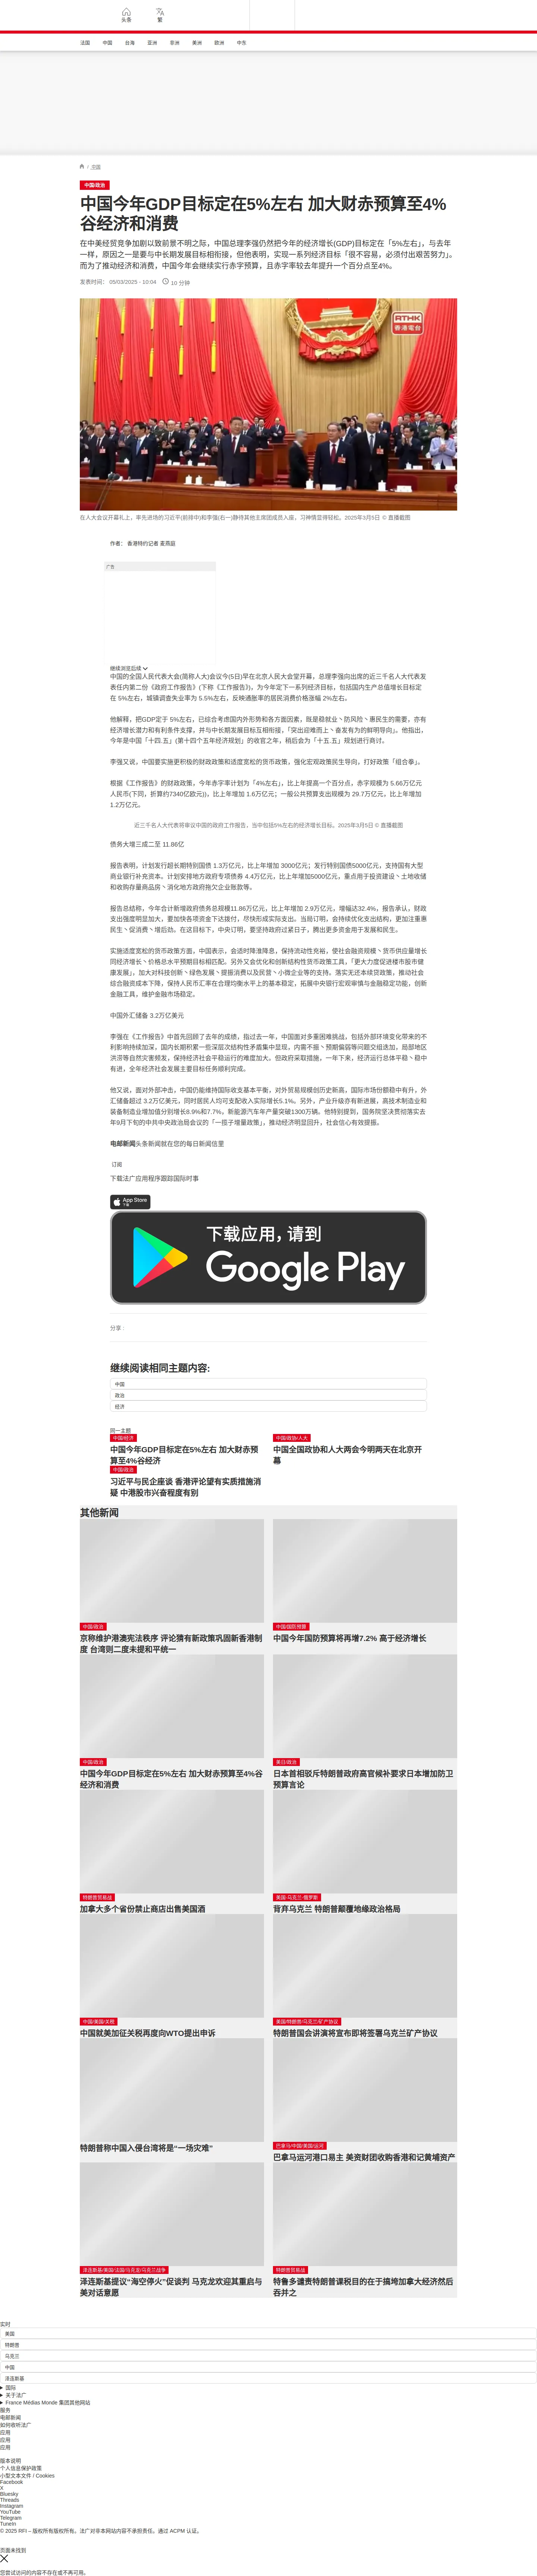 头条
繁
法国
中国
台海
亚洲
非洲
美洲
欧洲
中东
/ 中国
中国/政治
中国今年GDP目标定在5%左右 加大财赤预算至4%
谷经济和消费
在中美经贸竞争加剧以致前景不明之际，中国总理李强仍然把今年的经济增长(GDP)目标定在「5%左右」，与去年
一样，原因之一是要与中长期发展目标相衔接，但他表明，实现一系列经济目标「很不容易，必须付出艰苦努力」。
而为了推动经济和消费，中国今年会继续实行赤字预算，且赤字率较去年提升一个百分点至4%。
发表时间： 05/03/2025 - 10:04
10 分钟
RTHK
香港電台
在人大会议开幕礼上，率先进场的习近平(前排中)和李强(右一)静待其他主席团成员入座，习神情显得轻松。2025年3月5日 © 直播截图
作者： 香港特约记者 麦燕庭
广告
继续浏览后续
中国的全国人民代表大会(简称人大)会议今(5日)早在北京人民大会堂开幕，总理李强向出席的近三千名人大代表发
表任内第二份《政府工作报告》(下称《工作报告》)，为今年定下一系列经济目标，包括国内生产总值增长目标定
在 5%左右，城镇调查失业率为 5.5%左右，反映通胀率的居民消费价格涨幅 2%左右。
他解释，把GDP定于 5%左右，已综合考虑国内外形势和各方面因素，既是稳就业丶防风险丶惠民生的需要，亦有
经济增长潜力和有利条件支撑，并与中长期发展目标互相衔接，「突出迎难而上丶奋发有为的鲜明导向」。他指出，
今年是中国「十四.五」(第十四个五年经济规划」的收官之年，稍后会为「十五.五」规划进行商讨。
李强又说，中国要实施更积极的财政政策和适度宽松的货币政策，强化宏观政策民生导向，打好政策「组合拳」。
根据《工作报告》的财政政策，今年赤字率计划为「4%左右」，比上年提高一个百分点，赤字规模为 5.66万亿元
人民币(下同，折算约7340亿欧元))，比上年增加 1.6万亿元；一般公共预算支出规模为 29.7万亿元，比上年增加
1.2万亿元。
近三千名人大代表将审议中国的政府工作报告，当中包括5%左右的经济增长目标。2025年3月5日 © 直播截图
债务大增三成二至 11.86亿
报告表明，计划发行超长期特别国债 1.3万亿元，比上年增加 3000亿元；发行特别国债5000亿元，支持国有大型
商业银行补充资本。计划安排地方政府专项债券 4.4万亿元，比上年增加5000亿元，重点用于投资建设丶土地收储
和收购存量商品房丶消化地方政府拖欠企业账款等。
报告总结称，今年合计新增政府债务总规模11.86万亿元，比上年增加 2.9万亿元，增幅达32.4%。报告承认，财政
支出强度明显加大，要加快各项资金下达拨付，尽快形成实际支出。当局订明，会持续优化支出结构，更加注重惠
民生丶促消费丶增后劲。在这目标下，中央订明，要坚持政府过紧日子，腾出更多资金用于发展和民生。
实施适度宽松的货币政策方面，中国表示，会适时降准降息，保持流动性充裕，使社会融资规模丶货币供应量增长
同经济增长丶价格总水平预期目标相匹配。另外又会优化和创新结构性货币政策工具，「更大力度促进楼市股市健
康发展」，加大对科技创新丶绿色发展丶提振消费以及民营丶小微企业等的支持。落实无还本续贷政策，推动社会
综合融资成本下降，保持人民币汇率在合理均衡水平上的基本稳定，拓展中央银行宏观审慎与金融稳定功能，创新
金融工具，维护金融市场稳定。
中国外汇储备 3.2万亿美元
李强在《工作报告》中首先回顾了去年的成绩，指过去一年，中国面对多重困难挑战，包括外部环境变化带来的不
利影响持续加深，国内长期积累一些深层次结构性矛盾集中显现，内需不振丶预期偏弱等问题交组迭加，局部地区
洪涝等自然灾害频发，保持经济社会平稳运行的难度加大。但政府采取措施，一年下来，经济运行总体平稳丶稳中
有进，全年经济社会发展主要目标任务顺利完成。
他又说，面对外部冲击，中国仍能维持国际收支基本平衡，对外贸易规模创历史新高，国际市场份额稳中有升，外
汇储备超过 3.2万亿美元，同时居民人均可支配收入实际增长5.1%。另外，产业升级亦有新进展，高技术制造业和
装备制造业增加值分别增长8.9%和7.7%，新能源汽车年产量突破1300万辆。他特别提到，国务院坚决贯彻落实去
年9月下旬的中共中央政治局会议的「一揽子增量政策」，推动经济明显回升，社会信心有效提振。
电邮新闻头条新闻就在您的每日新闻信里
订阅
下载法广应用程序跟踪国际时事
App Store
下载应用，请到
Google Play
分享 :
继续阅读相同主题内容:
中国
政治
经济
同一主题
中国/经济
中国今年GDP目标定在5%左右 加大财赤预
算至4%谷经济
中国/政协/人大
中国全国政协和人大两会今明两天在北京开
幕
中国/政治
习近平与民企座谈 香港评论望有实质措施消
疑 中港股市兴奋程度有别
其他新闻
中国/政治
京称维护港澳宪法秩序 评论猜有新政策巩固新香港制
度 台湾则二度未提和平统一
中国/国防预算
中国今年国防预算将再增7.2% 高于经济增长
中国/政治
中国今年GDP目标定在5%左右 加大财赤预算至4%谷
经济和消费
美日/政治
日本首相驳斥特朗普政府高官候补要求日本增加防卫
预算言论
特朗普贸易战
加拿大多个省份禁止商店出售美国酒
美国-乌克兰-俄罗斯
背弃乌克兰 特朗普颠覆地缘政治格局
中国/美国/关税
中国就美加征关税再度向WTO提出申诉
美国/特朗普/乌克兰/矿产协议
特朗普国会讲演将宣布即将签署乌克兰矿产协议
特朗普称中国入侵台湾将是"一场灾难"
巴拿马/中国/美国/运河
巴拿马运河港口易主 美资财团收购香港和记黄埔资产
泽连斯基/美国/法国/马克龙/乌克兰战争
泽连斯基提议“海空停火”促谈判 马克龙欢迎其重启与
美对话意愿
特朗普贸易战
特鲁多谴责特朗普课税目的在于搞垮加拿大经济然后
吞并之
实时
美国
特朗普
乌克兰
中国
泽连斯基
国际
关于法广
France Médias Monde 集团其他网站
服务
电邮新闻
如何收听法广
应用
应用
应用
版本说明
个人信息保护政策
小型文本文件 / Cookies
Facebook
X
Bluesky
Threads
Instagram
YouTube
Telegram
TuneIn
© 2025 RFI – 版权所有版权所有。法广对非本网站内容不承担责任。通过 ACPM 认证。
页面未找到
您尝试访问的内容不存在或不再可用。